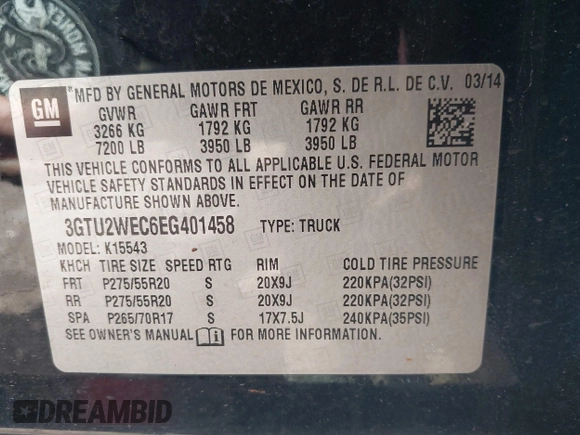 GM
*MFD BY GENERAL MOTORS DE MEXICO, S. DE R.L. DE C.V. 03/14
GVWR GAWR FRT GAWR RR
3266 KG 1792 KG 1792 KG
7200 LB 3950 LB 3950 LB
THIS VEHICLE CONFORMS TO ALL APPLICABLE U.S. FEDERAL MOTOR
VEHICLE SAFETY STANDARDS IN EFFECT ON THE DATE OF
MANUFACTURE SHOWN ABOVE.
3GTU2WEC6EG401458 TYPE: TRUCK
MODEL: K15543
KHCH TIRE SIZE SPEED RTG RIM COLD TIRE PRESSURE
FRT P275/55R20 S 20X9J 220KPA(32PSI)
RR P275/55R20 S 20X9J 220KPA(32PSI)
SPA P265/70R17 S 17X7.5J 240KPA(35PSI)
SEE OWNER'S MANUAL i FOR MORE INFORMATION.
DREAMBID